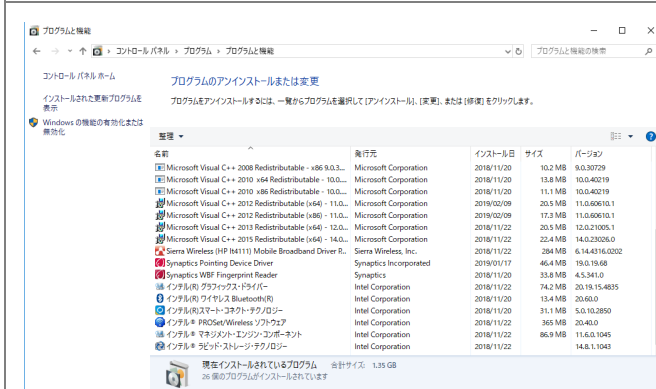 プログラムと機能
コントロール パネル › プログラム › プログラムと機能
プログラムと機能の検索
コントロール パネル ホーム
インストールされた更新プログラムを
表示
Windows の機能の有効化または
無効化
プログラムのアンインストールまたは変更
プログラムをアンインストールするには、一覧からプログラムを選択して [アンインストール]、[変更]、または [修復] をクリックします。
整理
名前 発行元 インストール日 サイズ バージョン
Microsoft Visual C++ 2008 Redistributable - x86 9.0.3... Microsoft Corporation 2018/11/20 10.2 MB 9.0.30729
Microsoft Visual C++ 2010 x64 Redistributable - 10.0.... Microsoft Corporation 2018/11/20 13.8 MB 10.0.40219
Microsoft Visual C++ 2010 x86 Redistributable - 10.0.... Microsoft Corporation 2018/11/20 11.1 MB 10.0.40219
Microsoft Visual C++ 2012 Redistributable (x64) - 11.0... Microsoft Corporation 2019/02/09 20.5 MB 11.0.60610.1
Microsoft Visual C++ 2012 Redistributable (x86) - 11.0... Microsoft Corporation 2019/02/09 17.3 MB 11.0.60610.1
Microsoft Visual C++ 2013 Redistributable (x64) - 12.0... Microsoft Corporation 2018/11/22 20.5 MB 12.0.21005.1
Microsoft Visual C++ 2015 Redistributable (x64) - 14.0... Microsoft Corporation 2018/11/22 22.4 MB 14.0.23026.0
Sierra Wireless (HP lt4111) Mobile Broadband Driver R... Sierra Wireless, Inc. 2018/11/22 284 MB 6.14.4316.0202
Synaptics Pointing Device Driver Synaptics Incorporated 2019/01/17 46.4 MB 19.0.19.68
Synaptics WBF Fingerprint Reader Synaptics 2018/11/20 33.8 MB 4.5.341.0
インテル(R) グラフィックス・ドライバー Intel Corporation 2018/11/22 74.2 MB 20.19.15.4835
インテル(R) ワイヤレス Bluetooth(R) Intel Corporation 2018/11/22 13.4 MB 20.60.0
インテル(R)スマート・コネクト・テクノロジー Intel Corporation 2018/11/20 31.1 MB 5.0.10.2850
インテル® PROSet/Wireless ソフトウェア Intel Corporation 2018/11/22 365 MB 20.40.0
インテル® マネジメント・エンジン・コンポーネント Intel Corporation 2018/11/22 86.9 MB 11.6.0.1045
インテル® ラピッド・ストレージ・テクノロジー Intel Corporation 2018/11/22 14.8.1.1043
現在インストールされているプログラム 合計サイズ: 1.35 GB
26 個のプログラムがインストールされています